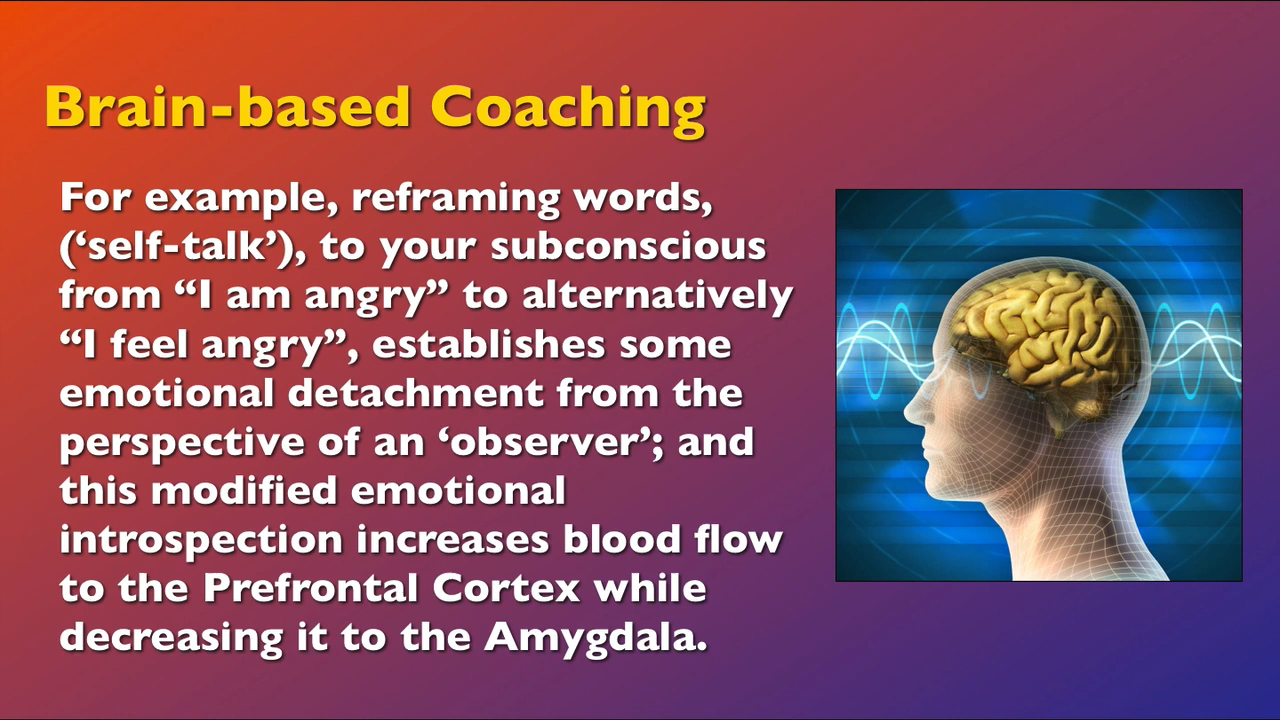 Brain-based Coaching
For example, reframing words,
(‘self-talk’), to your subconscious
from “I am angry” to alternatively
“I feel angry”, establishes some
emotional detachment from the
perspective of an ‘observer’; and
this modified emotional
introspection increases blood flow
to the Prefrontal Cortex while
decreasing it to the Amygdala.